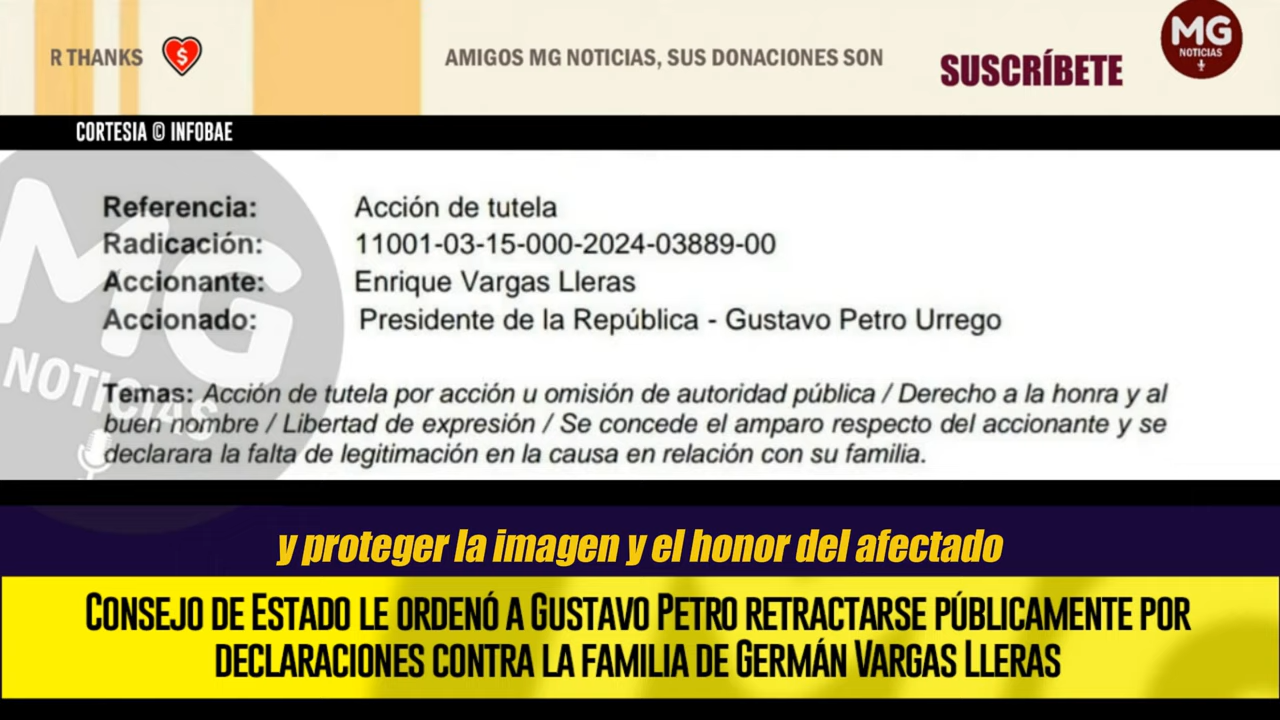 R THANKS
AMIGOS MG NOTICIAS, SUS DONACIONES SON
SUSCRÍBETE
MG
NOTICIAS
CORTESIA © INFOBAE
MG
NOTICIAS
Referencia: Acción de tutela
Radicación: 11001-03-15-000-2024-03889-00
Accionante: Enrique Vargas Lleras
Accionado: Presidente de la República - Gustavo Petro Urrego
Temas: Acción de tutela por acción u omisión de autoridad pública / Derecho a la honra y al
buen nombre / Libertad de expresión / Se concede el amparo respecto del accionante y se
declarara la falta de legitimación en la causa en relación con su familia.
y proteger la imagen y el honor del afectado
CONSEJO DE ESTADO LE ORDENÓ A GUSTAVO PETRO RETRACTARSE PÚBLICAMENTE POR
DECLARACIONES CONTRA LA FAMILIA DE GERMÁN VARGAS LLERAS